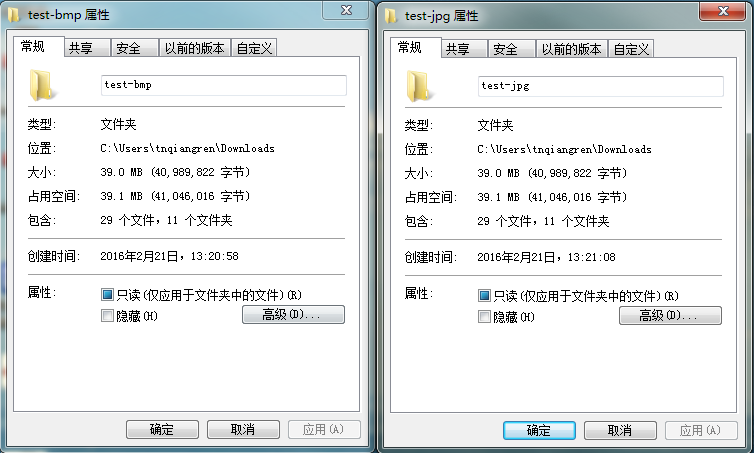 test-bmp 属性
常规 共享 安全 以前的版本 自定义
test-bmp
类型: 文件夹
位置: C:\Users\tnqiangren\Downloads
大小: 39.0 MB (40,989,822 字节)
占用空间: 39.1 MB (41,046,016 字节)
包含: 29 个文件，11 个文件夹
创建时间: 2016年2月21日，13:20:58
属性: 只读(仅应用于文件夹中的文件)(R)
隐藏(H) 高级(D)...
确定 取消 应用(A)
test-jpg 属性
常规 共享 安全 以前的版本 自定义
test-jpg
类型: 文件夹
位置: C:\Users\tnqiangren\Downloads
大小: 39.0 MB (40,989,822 字节)
占用空间: 39.1 MB (41,046,016 字节)
包含: 29 个文件，11 个文件夹
创建时间: 2016年2月21日，13:21:08
属性: 只读(仅应用于文件夹中的文件)(R)
隐藏(H) 高级(D)...
确定 取消 应用(A)